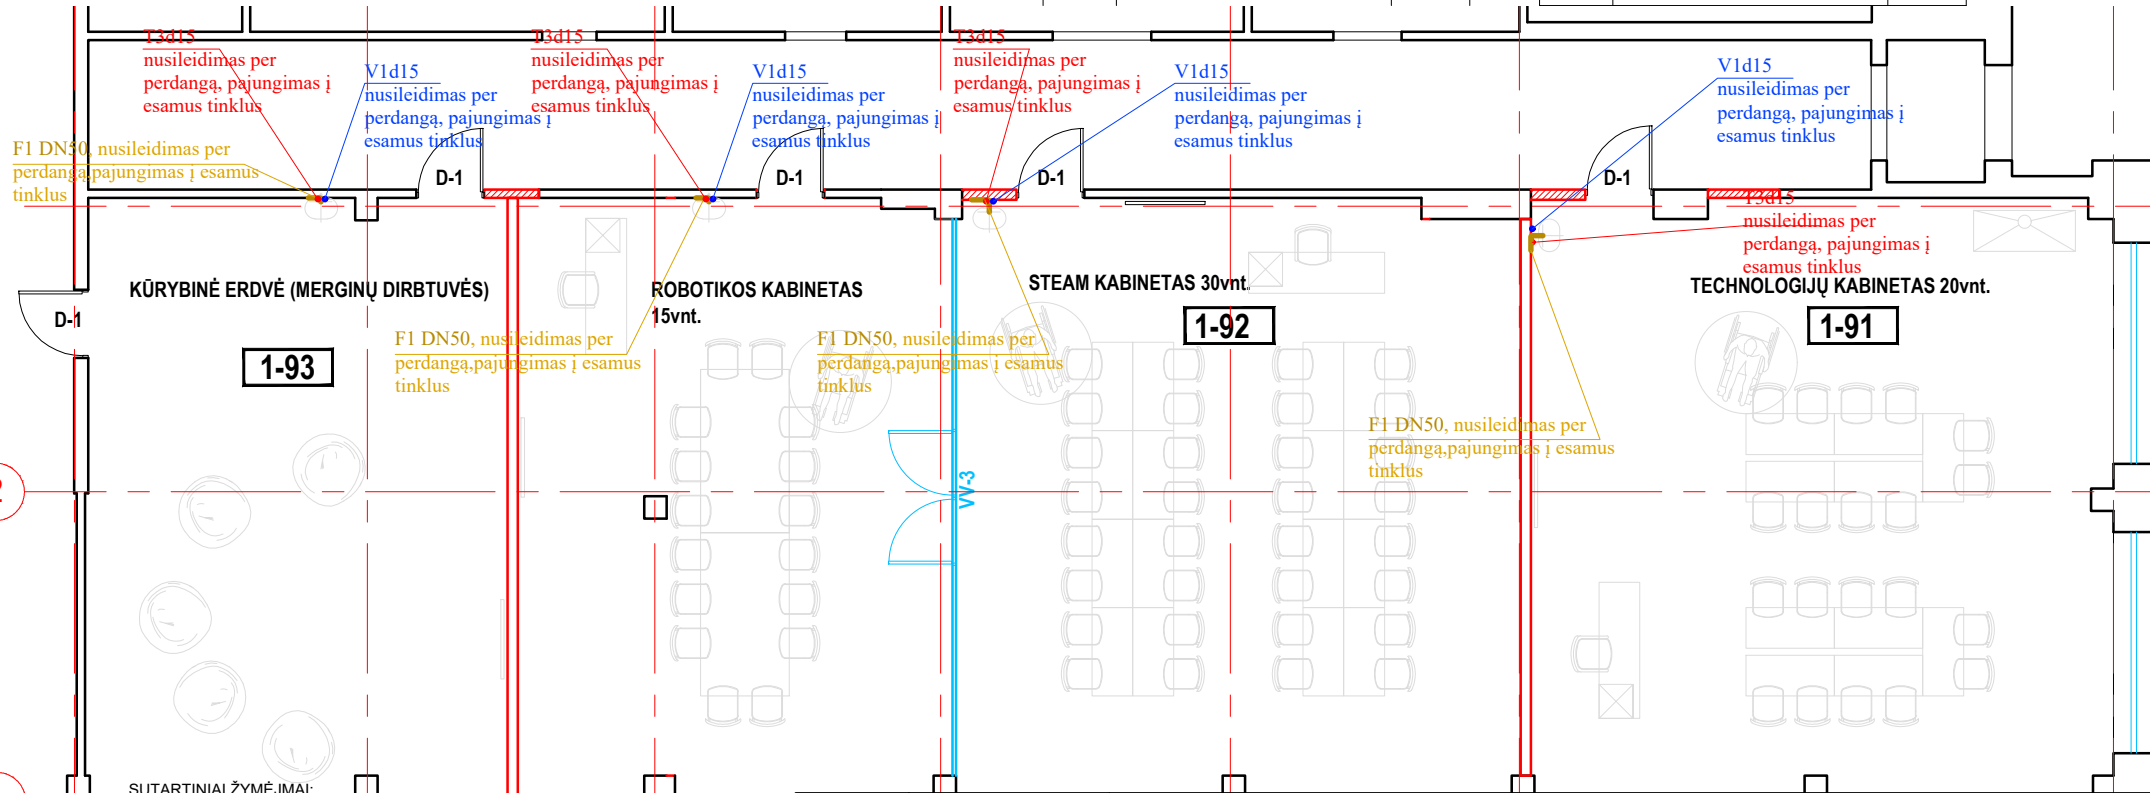 T3d15
nusileidimas per
perdangą, pajungimas į
esamus tinklus
V1d15
nusileidimas per
perdangą, pajungimas į
esamus tinklus
T3d15
nusileidimas per
perdangą, pajungimas į
esamus tinklus
V1d15
nusileidimas per
perdangą, pajungimas į
esamus tinklus
T3d15
nusileidimas per
perdangą, pajungimas į
esamus tinklus
V1d15
nusileidimas per
perdangą, pajungimas į
esamus tinklus
V1d15
nusileidimas per
perdangą, pajungimas į
esamus tinklus
F1 DN50, nusileidimas per
perdangą,pajungimas į esamus
tinklus
D-1
D-1
D-1
D-1
T3d15
nusileidimas per
perdangą, pajungimas į
esamus tinklus
KŪRYBINĖ ERDVĖ (MERGINŲ DIRBTUVĖS)
1-93
D-1
ROBOTIKOS KABINETAS
15vnt.
STEAM KABINETAS 30vnt.
1-92
TECHNOLOGIJŲ KABINETAS 20vnt.
1-91
F1 DN50, nusileidimas per
perdangą,pajungimas į esamus
tinklus
F1 DN50, nusileidimas per
perdangą,pajungimas į esamus
tinklus
F1 DN50, nusileidimas per
perdangą,pajungimas į esamus
tinklus
2
VV-3
SUTARTINIAI ŽYMĖJIMAI: